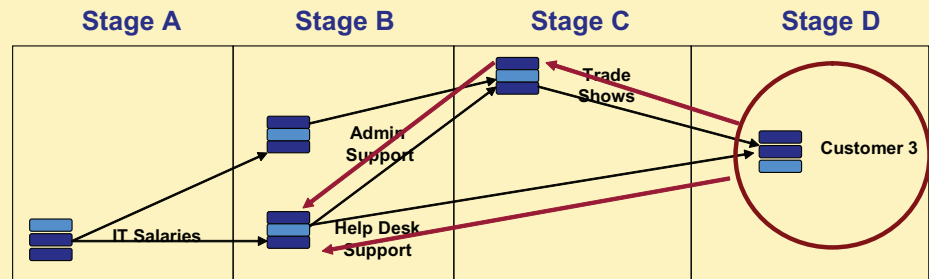 Stage A
Stage B
Stage C
Stage D
Trade
Shows
Admin
Support
Customer 3
IT Salaries
Help Desk
Support